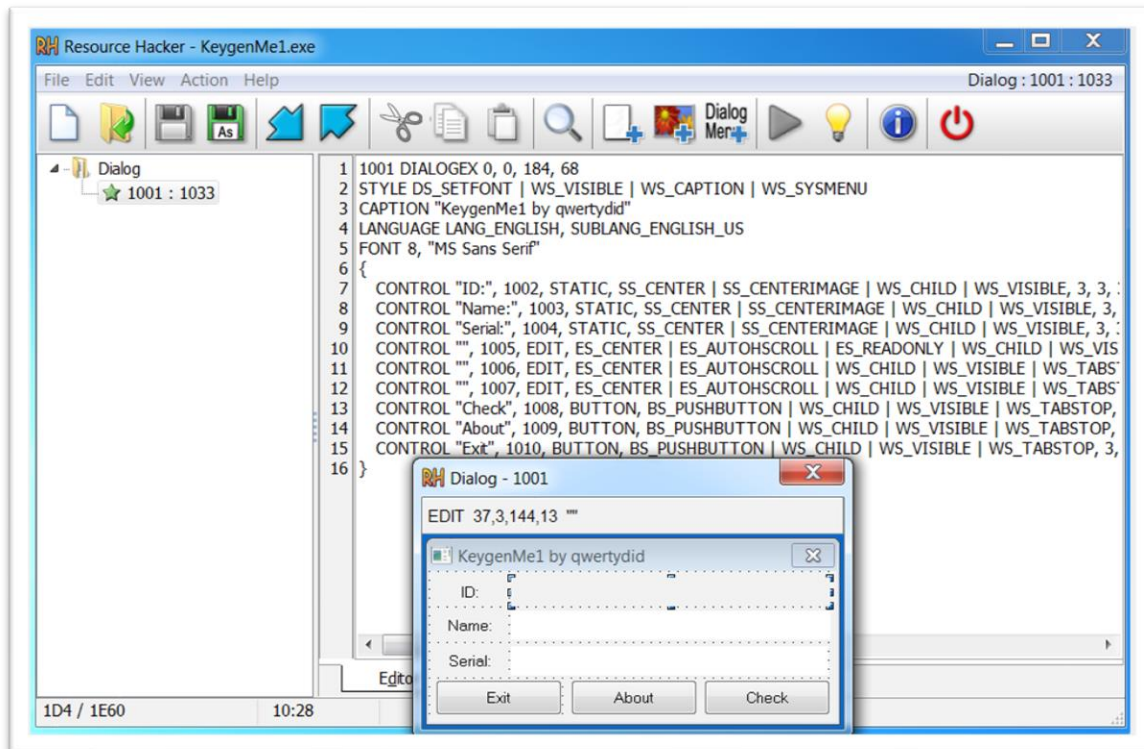 RH Resource Hacker - KeygenMe1.exe
File Edit View Action Help
Dialog : 1001 : 1033
As
Dialog
Dialog
1001 : 1033
1 1001 DIALOGEX 0, 0, 184, 68
2 STYLE DS_SETFONT | WS_VISIBLE | WS_CAPTION | WS_SYSMENU
3 CAPTION "KeygenMe1 by qwertydid"
4 LANGUAGE LANG_ENGLISH, SUBLANG_ENGLISH_US
5 FONT 8, "MS Sans Serif"
6 {
7 CONTROL "ID:", 1002, STATIC, SS_CENTER | SS_CENTERIMAGE | WS_CHILD | WS_VISIBLE, 3, 3,
8 CONTROL "Name:", 1003, STATIC, SS_CENTER | SS_CENTERIMAGE | WS_CHILD | WS_VISIBLE, 3,
9 CONTROL "Serial:", 1004, STATIC, SS_CENTER | SS_CENTERIMAGE | WS_CHILD | WS_VISIBLE, 3,
10 CONTROL "", 1005, EDIT, ES_CENTER | ES_AUTOHSCROLL | ES_READONLY | WS_CHILD | WS_VIS
11 CONTROL "", 1006, EDIT, ES_CENTER | ES_AUTOHSCROLL | WS_CHILD | WS_VISIBLE | WS_TABS
12 CONTROL "", 1007, EDIT, ES_CENTER | ES_AUTOHSCROLL | WS_CHILD | WS_VISIBLE | WS_TABS
13 CONTROL "Check", 1008, BUTTON, BS_PUSHBUTTON | WS_CHILD | WS_VISIBLE | WS_TABSTOP,
14 CONTROL "About", 1009, BUTTON, BS_PUSHBUTTON | WS_CHILD | WS_VISIBLE | WS_TABSTOP,
15 CONTROL "Exit", 1010, BUTTON, BS_PUSHBUTTON | WS_CHILD | WS_VISIBLE | WS_TABSTOP, 3,
16 }
RH Dialog - 1001
EDIT 37,3,144,13 ""
KeygenMe1 by qwertydid
ID:
Name:
Serial:
Exit About Check
Edito
1D4 / 1E60 10:28